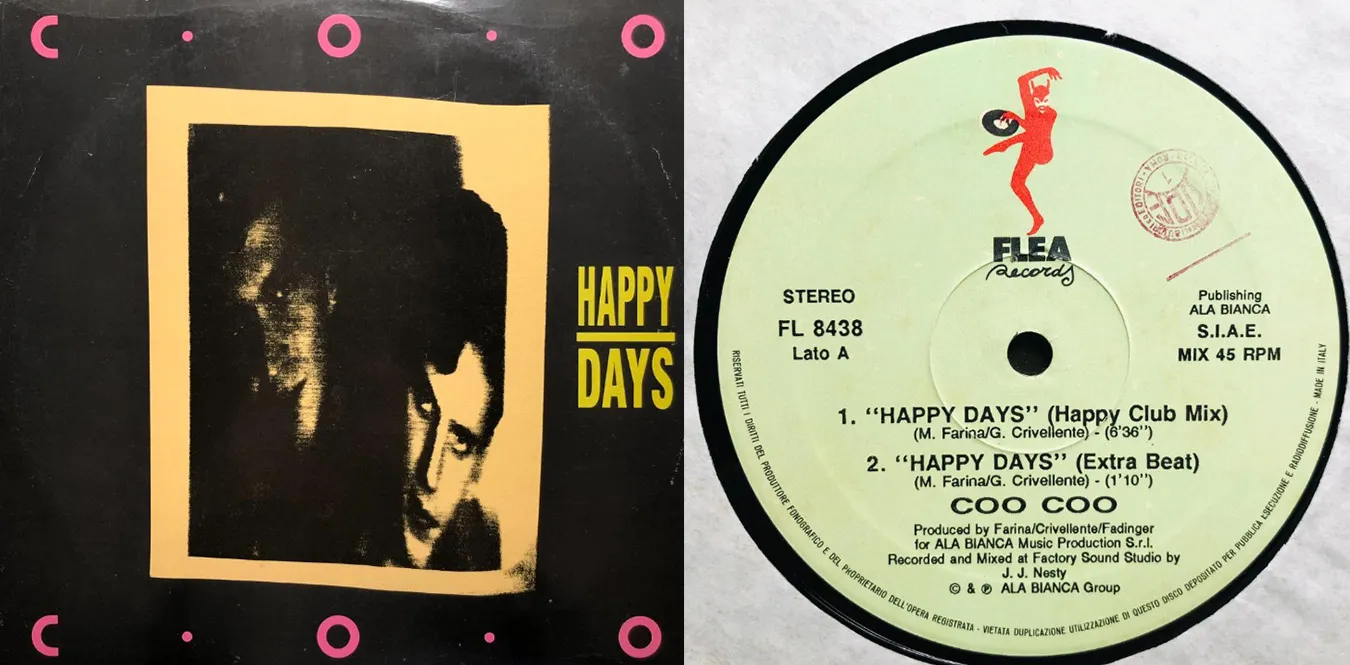 C • O • O
HAPPY
DAYS
C • O • O
FLEA
Records
STEREO
FL 8438
Lato A
Publishing
ALA BIANCA
S.I.A.E.
MIX 45 RPM
1. “HAPPY DAYS” (Happy Club Mix)
(M. Farina/G. Crivellente) - (6’36”)
2. “HAPPY DAYS” (Extra Beat)
(M. Farina/G. Crivellente) - (1’10”)
COO COO
Produced by Farina/Crivellente/Fadinger
for ALA BIANCA Music Production S.r.l.
Recorded and Mixed at Factory Sound Studio by
J. J. Nesty
© & ℗ ALA BIANCA Group
RISERVATI TUTTI I DIRITTI DEL PRODUTTORE FONOGRAFICO E DEL PROPRIETARIO DELL'OPERA REGISTRATA - VIETATA DUPLICAZIONE UTILIZZAZIONE DI QUESTO DISCO DEPOSITATO PER PUBBLICA ESECUZIONE E RADIODIFFUSIONE - MADE IN ITALY
EDITORI · ROMA